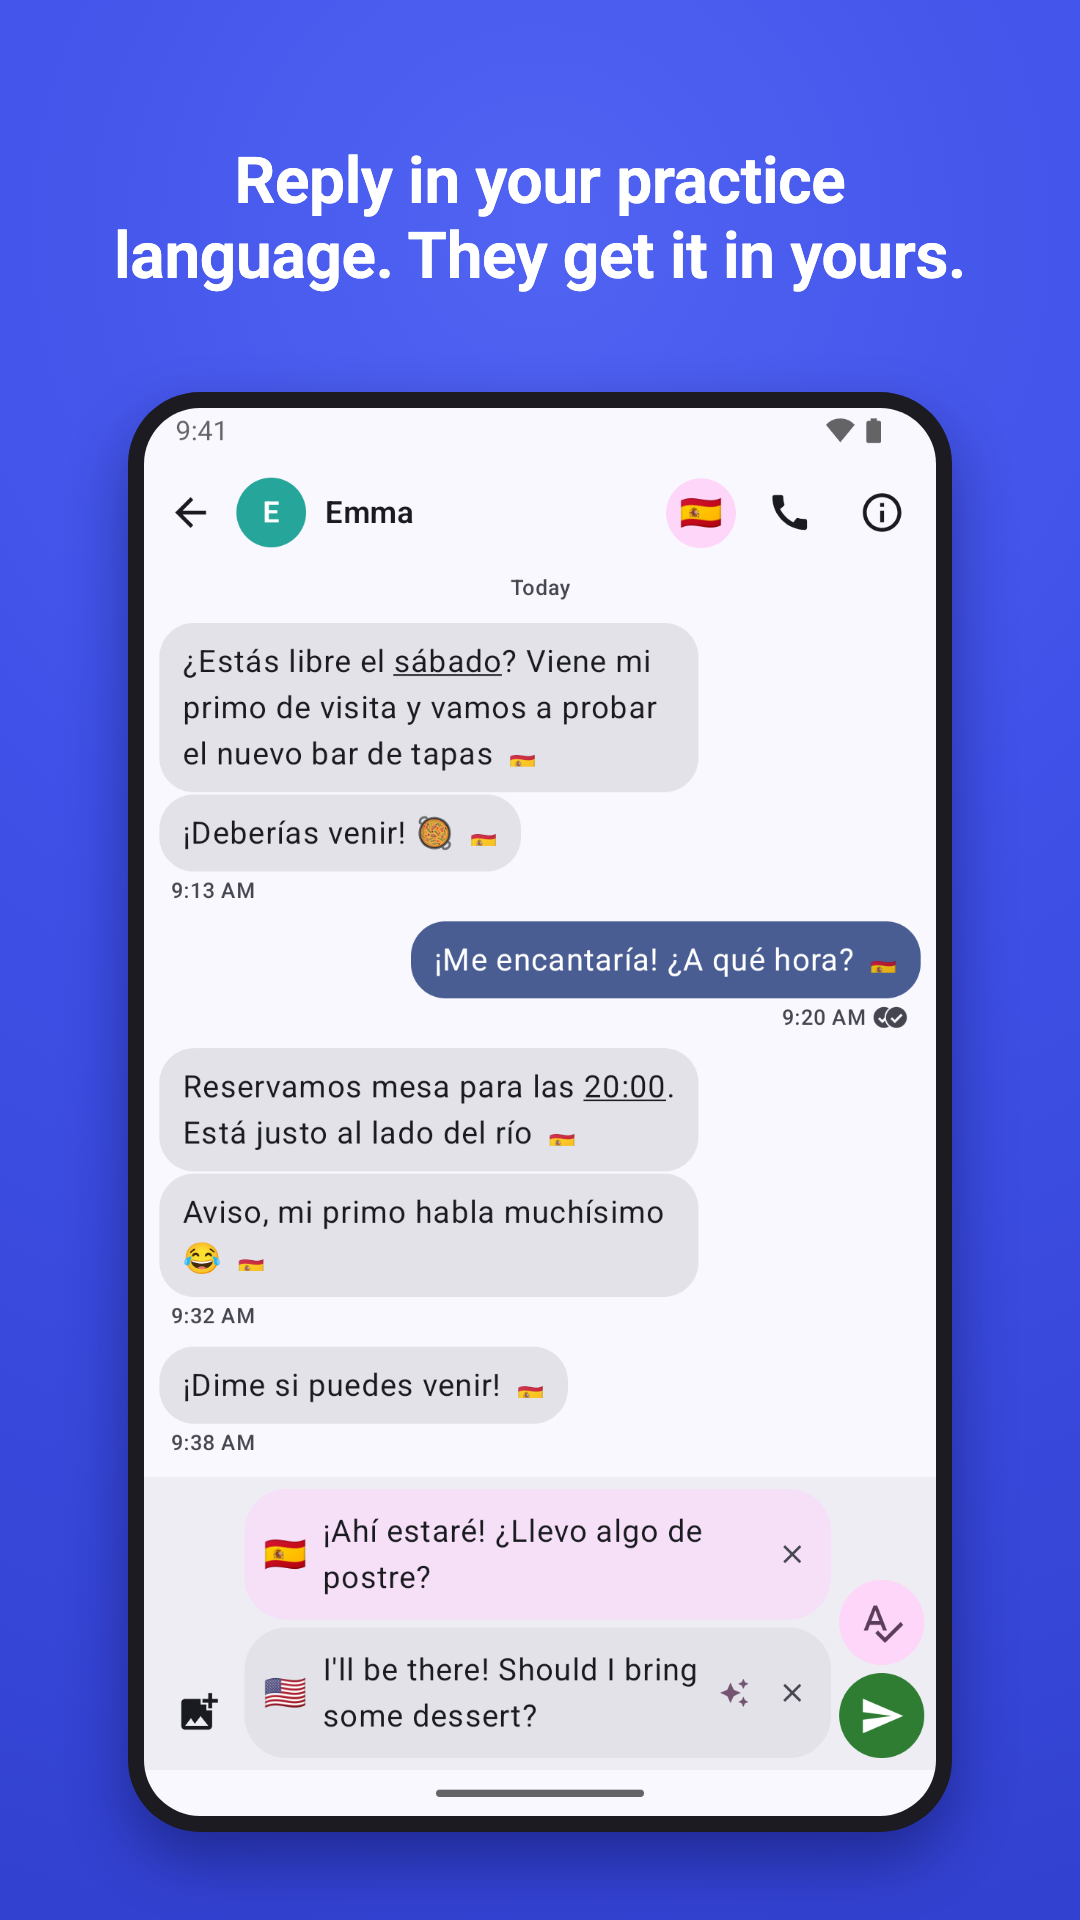 Reply in your practice
language. They get it in yours.
9:41
E
Emma
Today
¿Estás libre el sábado? Viene mi
primo de visita y vamos a probar
el nuevo bar de tapas
¡Deberías venir!
9:13 AM
¡Me encantaría! ¿A qué hora?
9:20 AM
Reservamos mesa para las 20:00.
Está justo al lado del río
Aviso, mi primo habla muchísimo
9:32 AM
¡Dime si puedes venir!
9:38 AM
¡Ahí estaré! ¿Llevo algo de
postre?
I'll be there! Should I bring
some dessert?